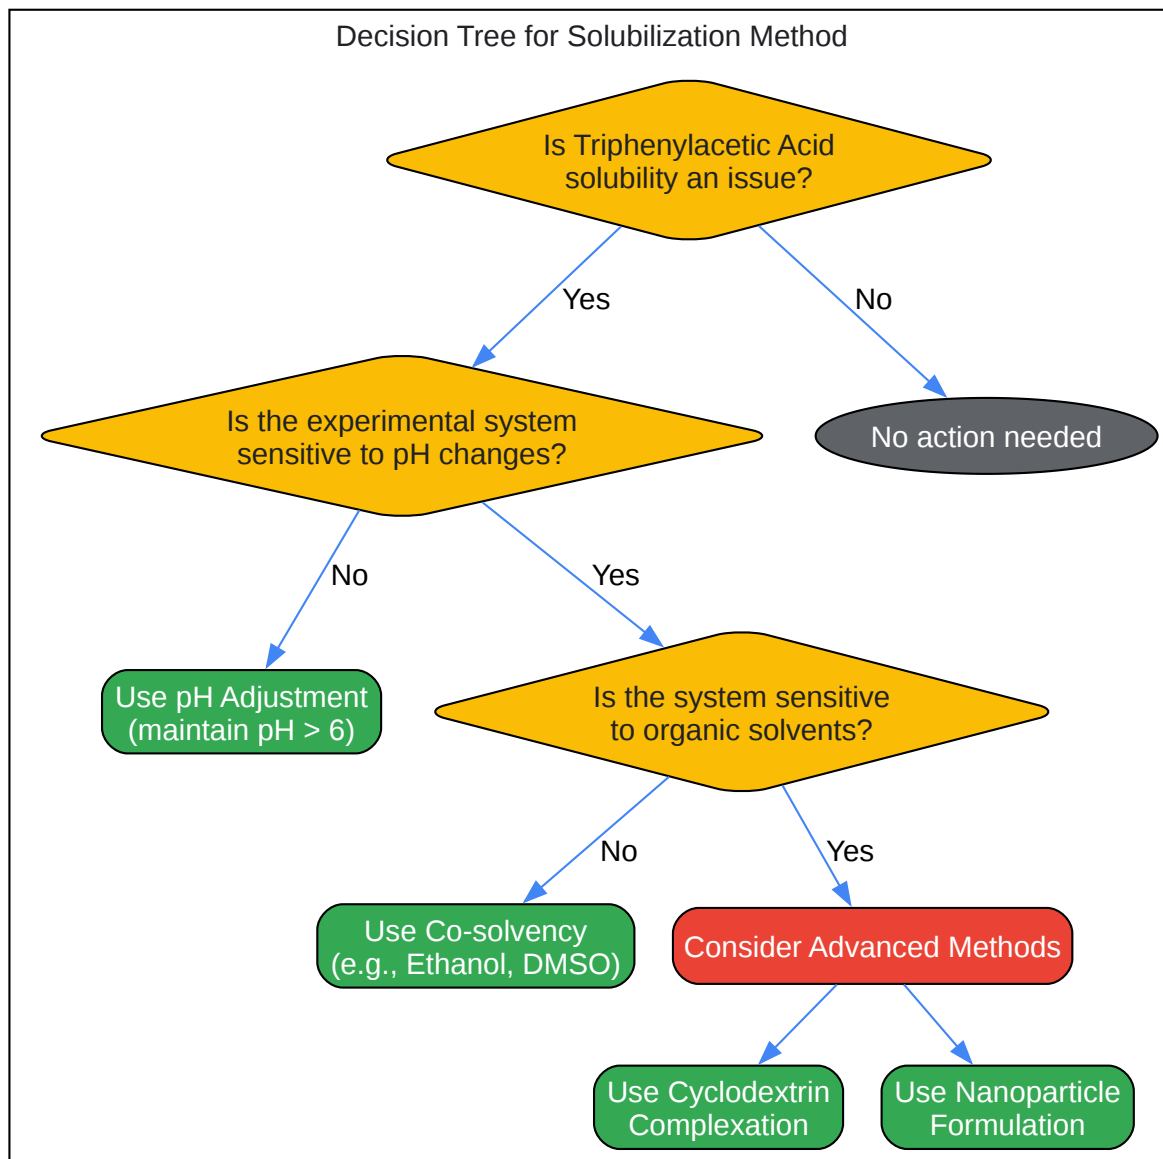 Decision Tree for Solubilization Method
Is Triphenylacetic Acid
solubility an issue?
Yes
No
Is the experimental system
sensitive to pH changes?
No action needed
No
Yes
Use pH Adjustment
(maintain pH > 6)
Is the system sensitive
to organic solvents?
No
Yes
Use Co-solvency
(e.g., Ethanol, DMSO)
Consider Advanced Methods
Use Cyclodextrin
Complexation
Use Nanoparticle
Formulation